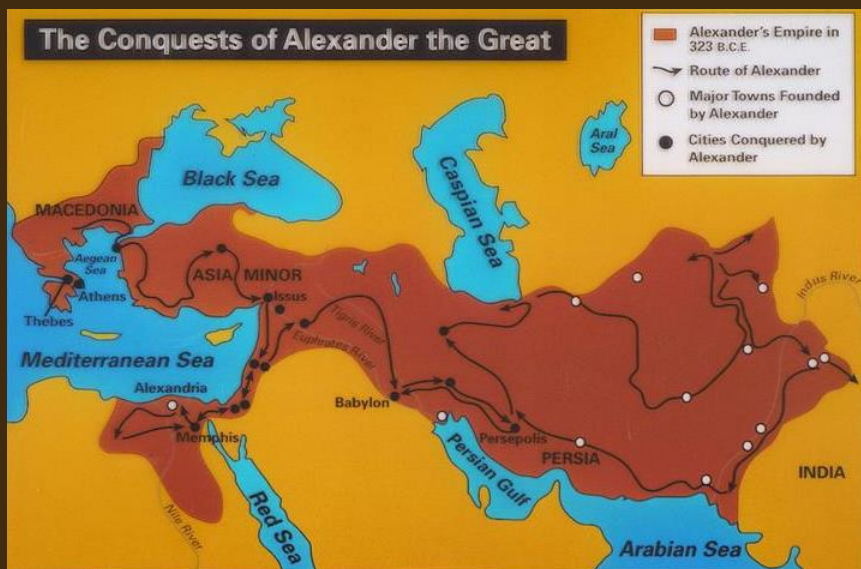 The Conquests of Alexander the Great
Alexander's Empire in
323 B.C.E.
Route of Alexander
Major Towns Founded
by Alexander
Cities Conquered by
Alexander
Black Sea
Caspian Sea
Aral
Sea
MACEDONIA
Aegean
Sea
Athens
Thebes
ASIA MINOR
Issus
Tigris River
Euphrates River
Indus River
Mediterranean Sea
Alexandria
Memphis
Babylon
Persepolis
PERSIA
Persian Gulf
INDIA
Nile River
Red Sea
Arabian Sea